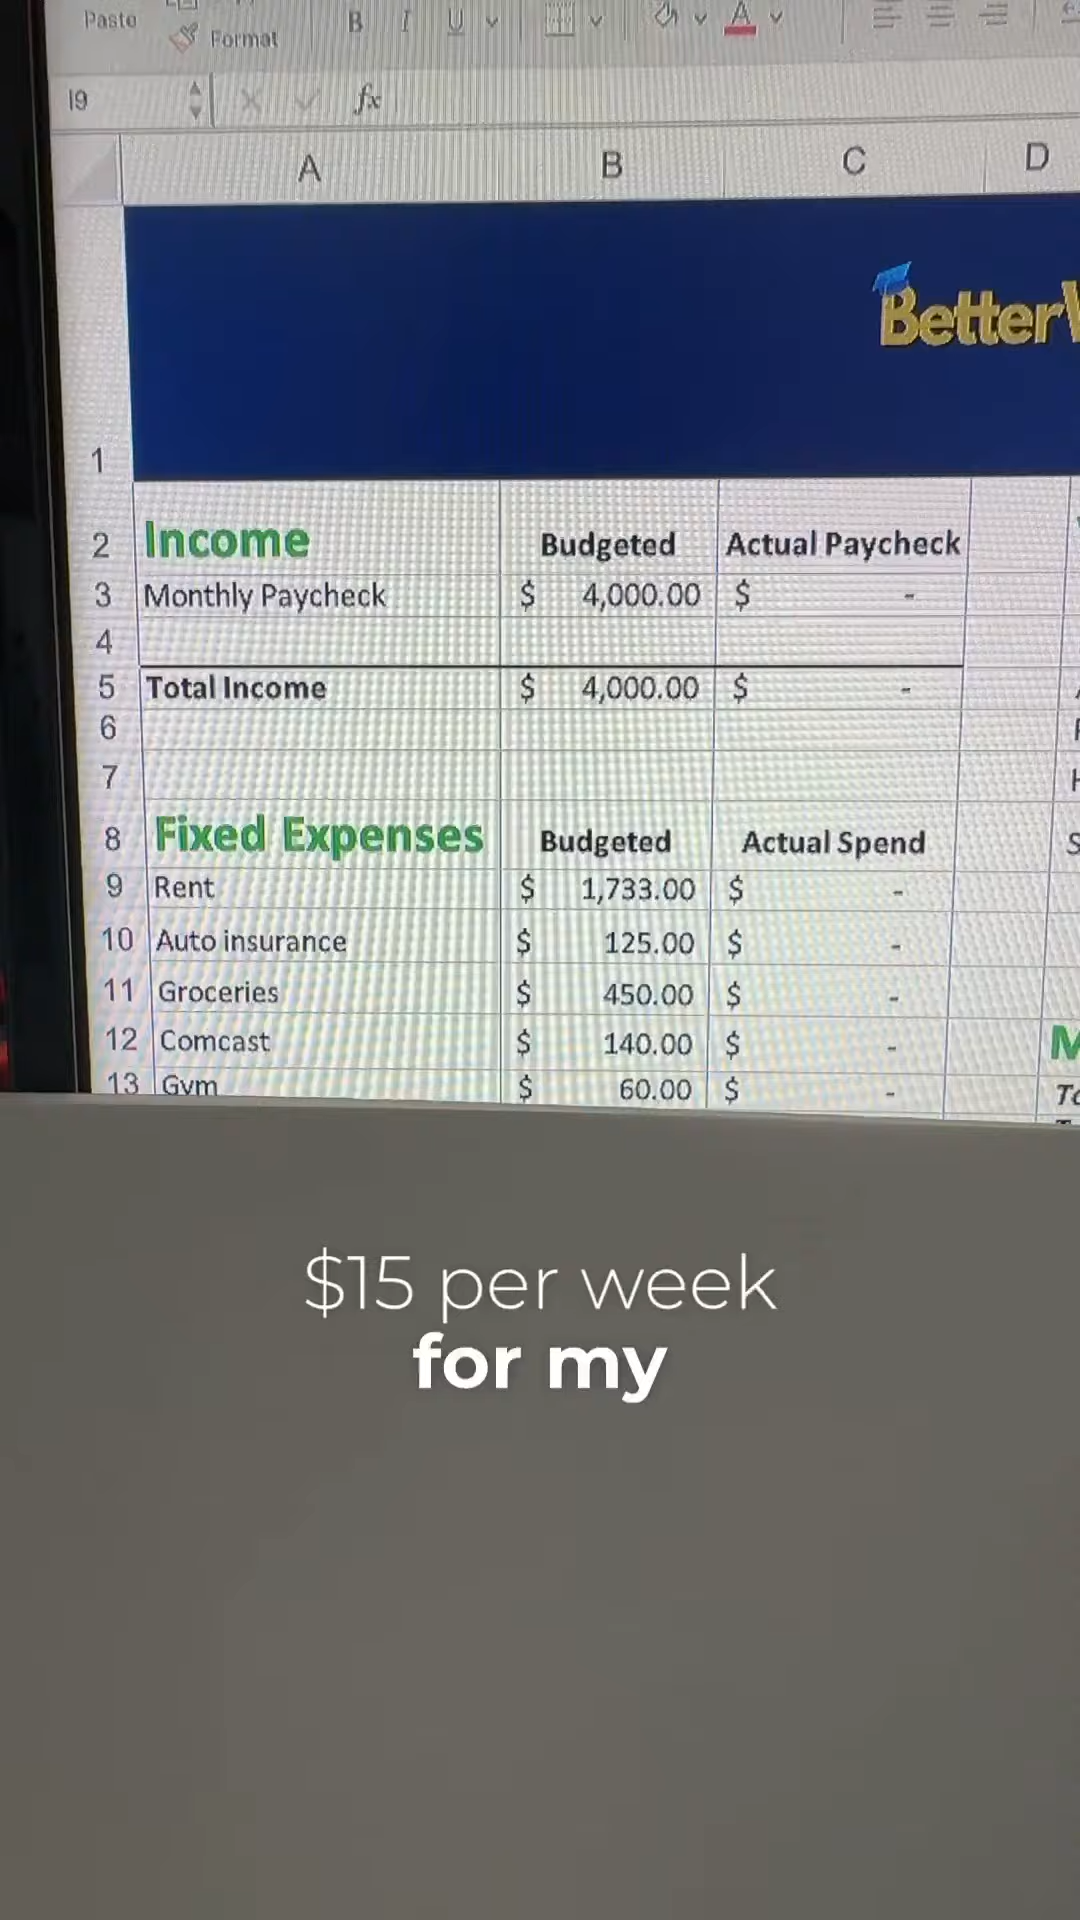 Paste
Format
B I U A
I9 fx
A B C D
Better
1
2 Income Budgeted Actual Paycheck
3 Monthly Paycheck $ 4,000.00 $ -
4
5 Total Income $ 4,000.00 $ -
6
7
8 Fixed Expenses Budgeted Actual Spend
9 Rent $ 1,733.00 $ -
10 Auto insurance $ 125.00 $ -
11 Groceries $ 450.00 $ -
12 Comcast $ 140.00 $ -
13 Gym $ 60.00 $ -
$15 per week
for my